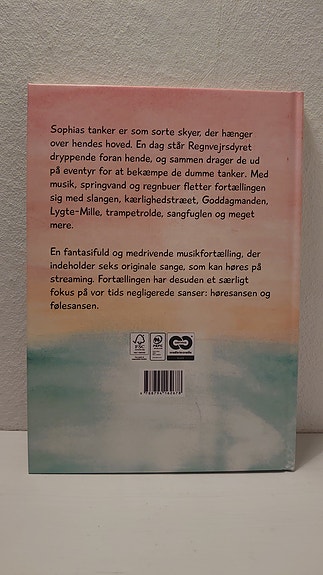 Sophias tanker er som sorte skyer, der hænger
over hendes hoved. En dag står Regnvejrsdyret
dryppende foran hende, og sammen drager de ud
på eventyr for at bekæmpe de dumme tanker. Med
musik, springvand og regnbuer fletter fortællingen
sig med slangen, kærlighedstræet, Goddagmanden,
Lygte-Mille, trampetrolde, sangfuglen og meget
mere.
En fantasifuld og medrivende musikfortælling, der
indeholder seks originale sange, som kan høres på
streaming. Fortællingen har desuden et særligt
fokus på vor tids negligerede sanser: høresansen og
følesansen.
FSC